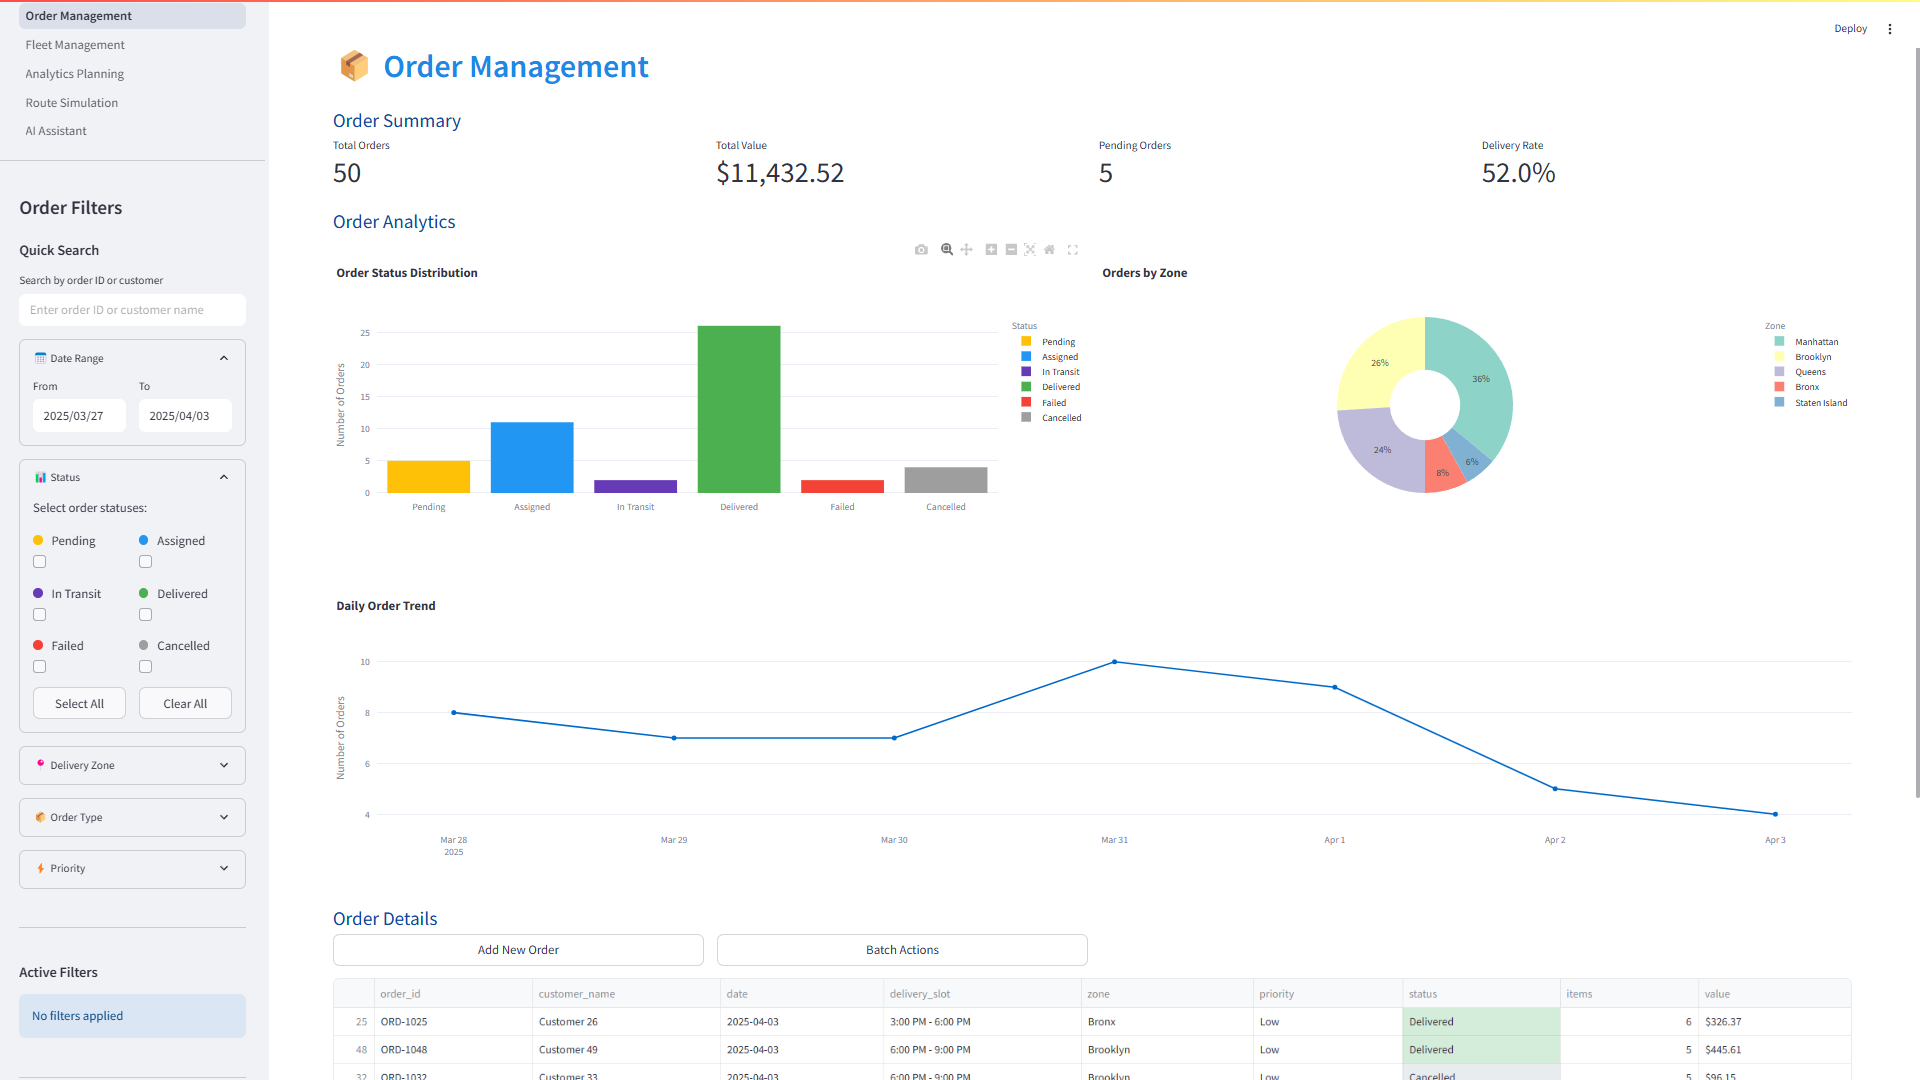 Order Management
Fleet Management
Analytics Planning
Route Simulation
AI Assistant
Order Filters
Quick Search
Search by order ID or customer
Enter order ID or customer name
Date Range
From To
2025/03/27 2025/04/03
Status
Select order statuses:
Pending Assigned
In Transit Delivered
Failed Cancelled
Select All Clear All
Delivery Zone
Order Type
Priority
Active Filters
No filters applied
Deploy
Order Management
Order Summary
Total Orders Total Value Pending Orders Delivery Rate
50 $11,432.52 5 52.0%
Order Analytics
Order Status Distribution
Number of Orders
25
20
15
10
5
0
Pending Assigned In Transit Delivered Failed Cancelled
Status
Pending
Assigned
In Transit
Delivered
Failed
Cancelled
Orders by Zone
26%
36%
24%
8%
6%
Zone
Manhattan
Brooklyn
Queens
Bronx
Staten Island
Daily Order Trend
Number of Orders
10
8
6
4
Mar 28 Mar 29 Mar 30 Mar 31 Apr 1 Apr 2 Apr 3
2025
Order Details
Add New Order Batch Actions
order_id customer_name date delivery_slot zone priority status items value
25 ORD-1025 Customer 26 2025-04-03 3:00 PM - 6:00 PM Bronx Low Delivered 6 $326.37
48 ORD-1048 Customer 49 2025-04-03 6:00 PM - 9:00 PM Brooklyn Low Delivered 5 $445.61
32 ORD-1032 Customer 33 2025-04-03 6:00 PM - 9:00 PM Brooklyn Low Cancelled 5 $96.15